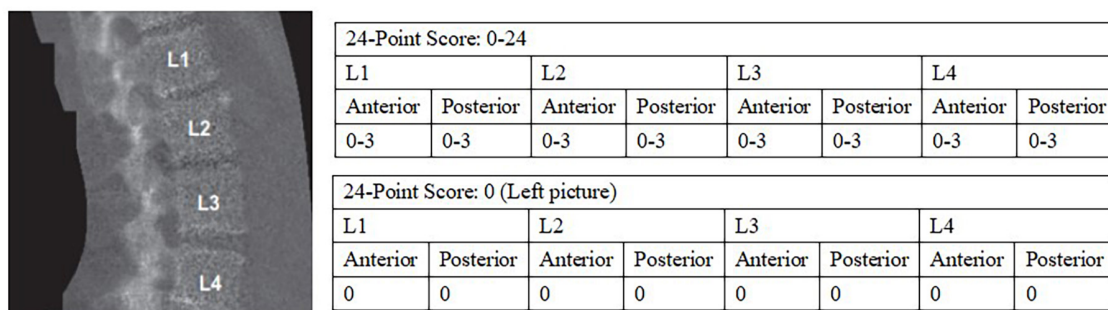 L1
L2
L3
L4
24-Point Score: 0-24
L1 L2 L3 L4
Anterior Posterior Anterior Posterior Anterior Posterior Anterior Posterior
0-3 0-3 0-3 0-3 0-3 0-3 0-3 0-3
24-Point Score: 0 (Left picture)
L1 L2 L3 L4
Anterior Posterior Anterior Posterior Anterior Posterior Anterior Posterior
0 0 0 0 0 0 0 0